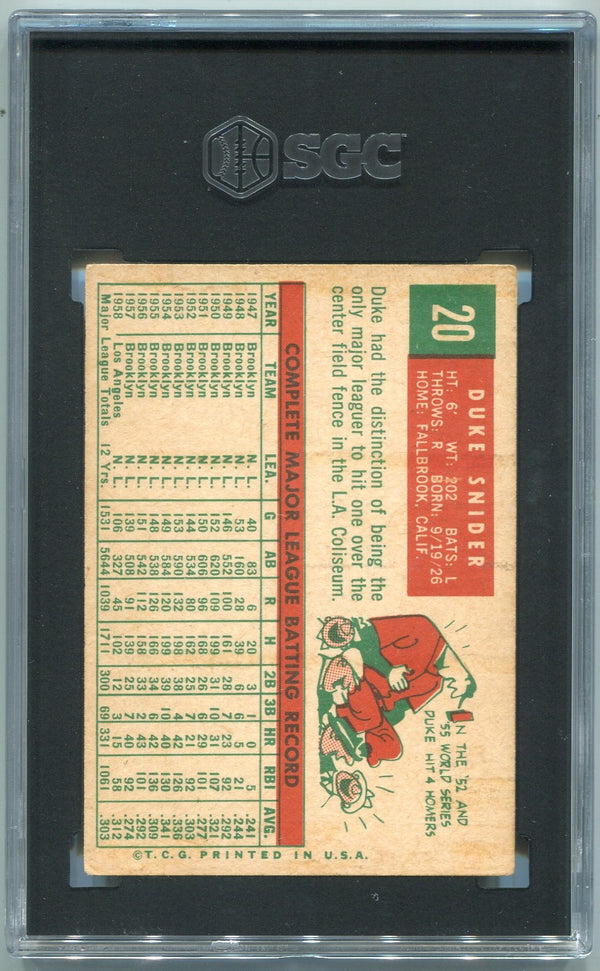 SGC
20
DUKE SNIDER
HT: 6' WT: 202 BATS: L
THROWS: R BORN: 9/19/26
HOME: FALLBROOK, CALIF.
IN THE '52 AND
'55 WORLD SERIES
DUKE HIT 4 HOMERS
Duke had the distinction of being the
only major leaguer to hit one over the
center field fence in the L.A. Coliseum.
COMPLETE MAJOR LEAGUE BATTING RECORD
YEAR TEAM LEA. G AB R H 2B 3B HR RBI AVG.
1947 Brooklyn N. L. 40 83 6 20 3 1 0 5 .241
1948 Brooklyn N. L. 53 160 28 39 6 6 5 21 .244
1949 Brooklyn N. L. 146 552 100 161 28 7 23 92 .292
1950 Brooklyn N. L. 152 620 109 199 31 10 31 107 .321
1951 Brooklyn N. L. 150 606 96 168 26 6 29 101 .277
1952 Brooklyn N. L. 144 534 80 162 25 7 21 92 .303
1953 Brooklyn N. L. 153 590 132 198 38 4 42 126 .336
1954 Brooklyn N. L. 149 584 120 199 39 10 40 130 .341
1955 Brooklyn N. L. 148 538 126 166 34 6 42 136 .309
1956 Brooklyn N. L. 151 542 112 158 33 2 43 101 .292
1957 Brooklyn N. L. 139 508 91 139 25 7 40 92 .274
1958 Los Angeles N. L. 106 327 45 102 12 3 15 58 .312
Major League Totals 12 Yrs. 1531 5644 1039 1711 300 69 331 1061 .303
©T.C.G. PRINTED IN U.S.A.